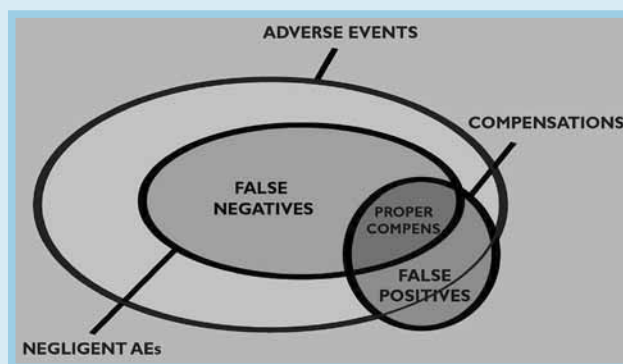 ADVERSE EVENTS
COMPENSATIONS
FALSE
NEGATIVES
PROPER
COMPENS
FALSE
POSITIVES
NEGLIGENT AEs